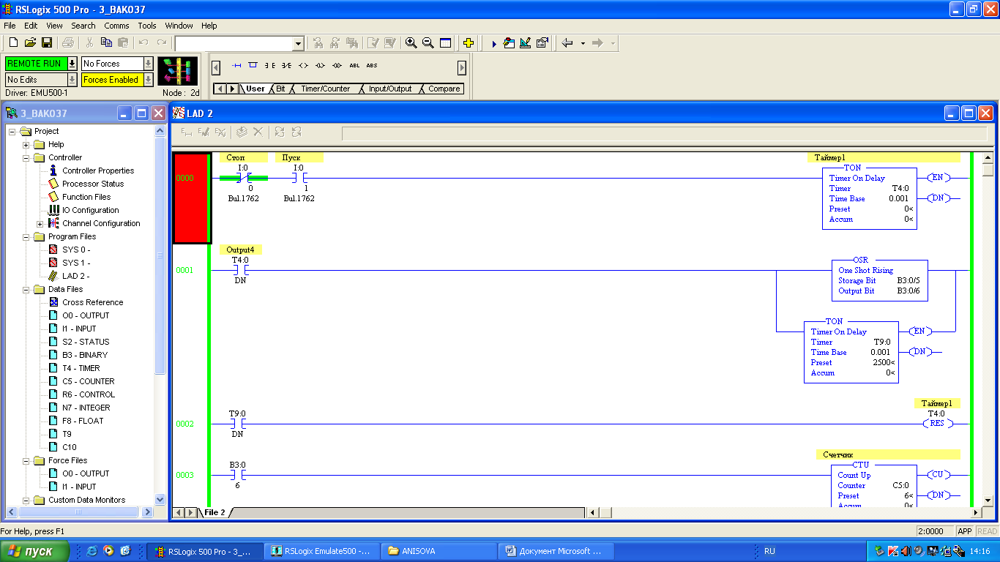 RSLogix 500 Pro - 3_BAK037
File Edit View Search Comms Tools Window Help
REMOTE RUN No Forces
No Edits Forces Enabled
Driver: EMU500-1 Node : 2d
ABL ABS
User Bit Timer/Counter Input/Output Compare
3_BAK037
Project
Help
Controller
Controller Properties
Processor Status
Function Files
IO Configuration
Channel Configuration
Program Files
SYS 0 -
SYS 1 -
LAD 2 -
Data Files
Cross Reference
O0 - OUTPUT
I1 - INPUT
S2 - STATUS
B3 - BINARY
T4 - TIMER
C5 - COUNTER
R6 - CONTROL
N7 - INTEGER
F8 - FLOAT
T9
C10
Force Files
O0 - OUTPUT
I1 - INPUT
Custom Data Monitors
LAD 2
Стоп Пуск Таймер1
I:0 I:0 TON
0000 Timer On Delay EN
0 1 Timer T4:0
Bul.1762 Bul.1762 Time Base 0.001 DN
Preset 0<
Accum 0<
Output4
T4:0 OSR
0001 One Shot Rising
DN Storage Bit B3:0/5
Output Bit B3:0/6
TON
Timer On Delay EN
Timer T9:0
Time Base 0.001 DN
Preset 2500<
Accum 0<
Таймер1
T9:0 T4:0
0002 RES
DN
Счетчик
B3:0 CTU
0003 Count Up CU
6 Counter C5:0
Preset 6< DN
Accum 0<
File 2
For Help, press F1 2:0000 APP READ
пуск RSLogix 500 Pro - 3_... RSLogix Emulate500 -... ANISOVA Документ Microsoft ... RU 14:16